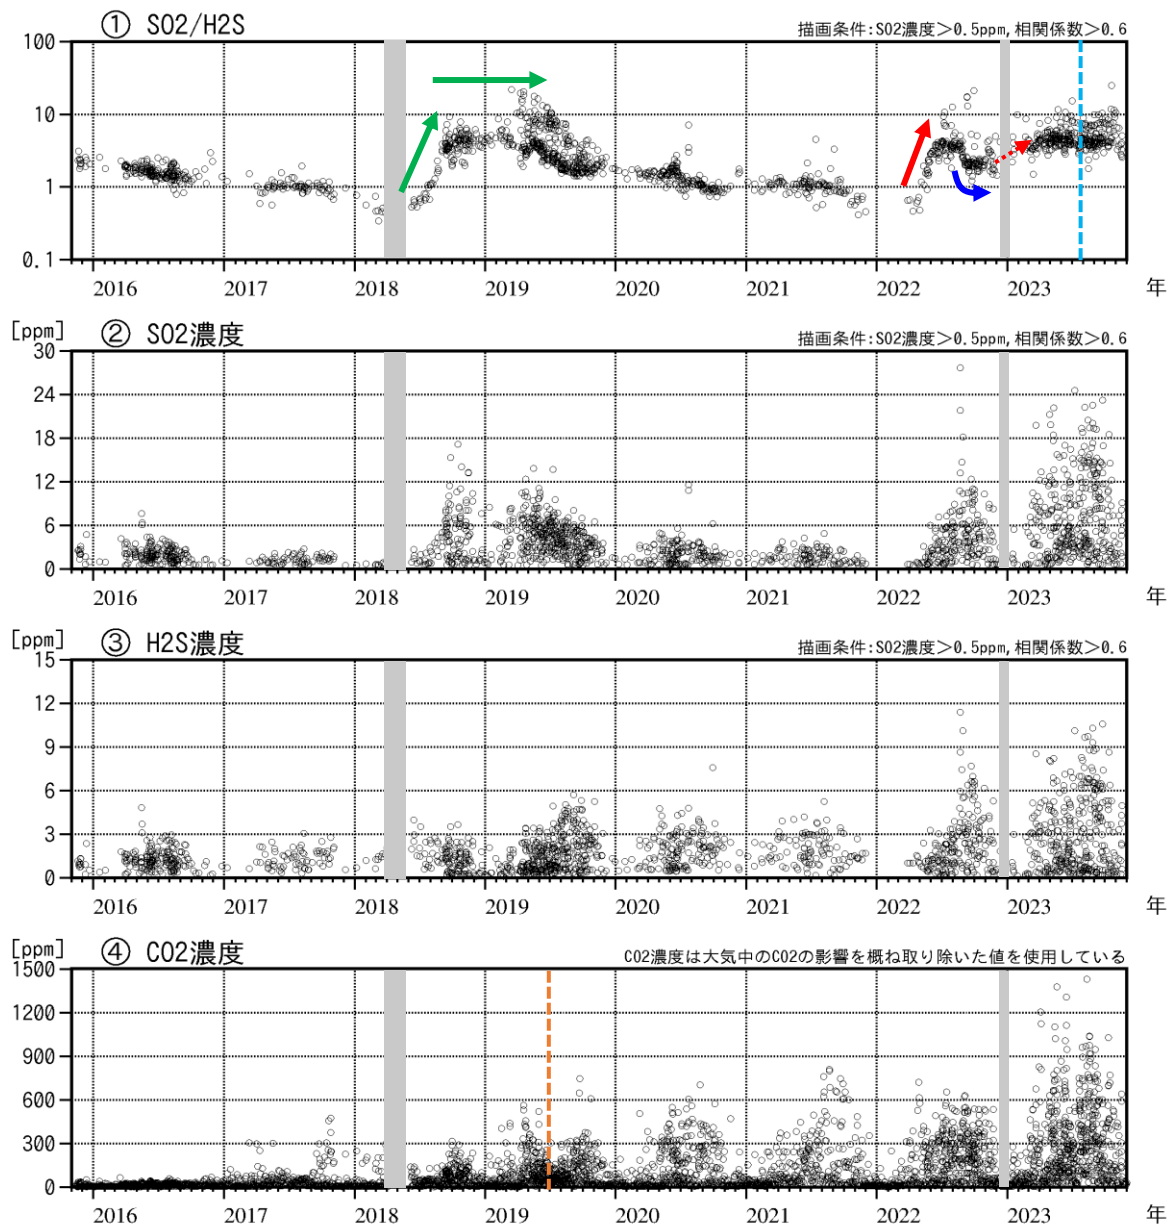 ① SO2/H2S
描画条件:SO2濃度>0.5ppm,相関係数>0.6
100
10
1
0.1
2016 2017 2018 2019 2020 2021 2022 2023 年
[ppm] ② SO2濃度
描画条件:SO2濃度>0.5ppm,相関係数>0.6
30
24
18
12
6
0
2016 2017 2018 2019 2020 2021 2022 2023 年
[ppm] ③ H2S濃度
描画条件:SO2濃度>0.5ppm,相関係数>0.6
15
12
9
6
3
0
2016 2017 2018 2019 2020 2021 2022 2023 年
[ppm] ④ CO2濃度
CO2濃度は大気中のCO2の影響を概ね取り除いた値を使用している
1500
1200
900
600
300
0
2016 2017 2018 2019 2020 2021 2022 2023 年